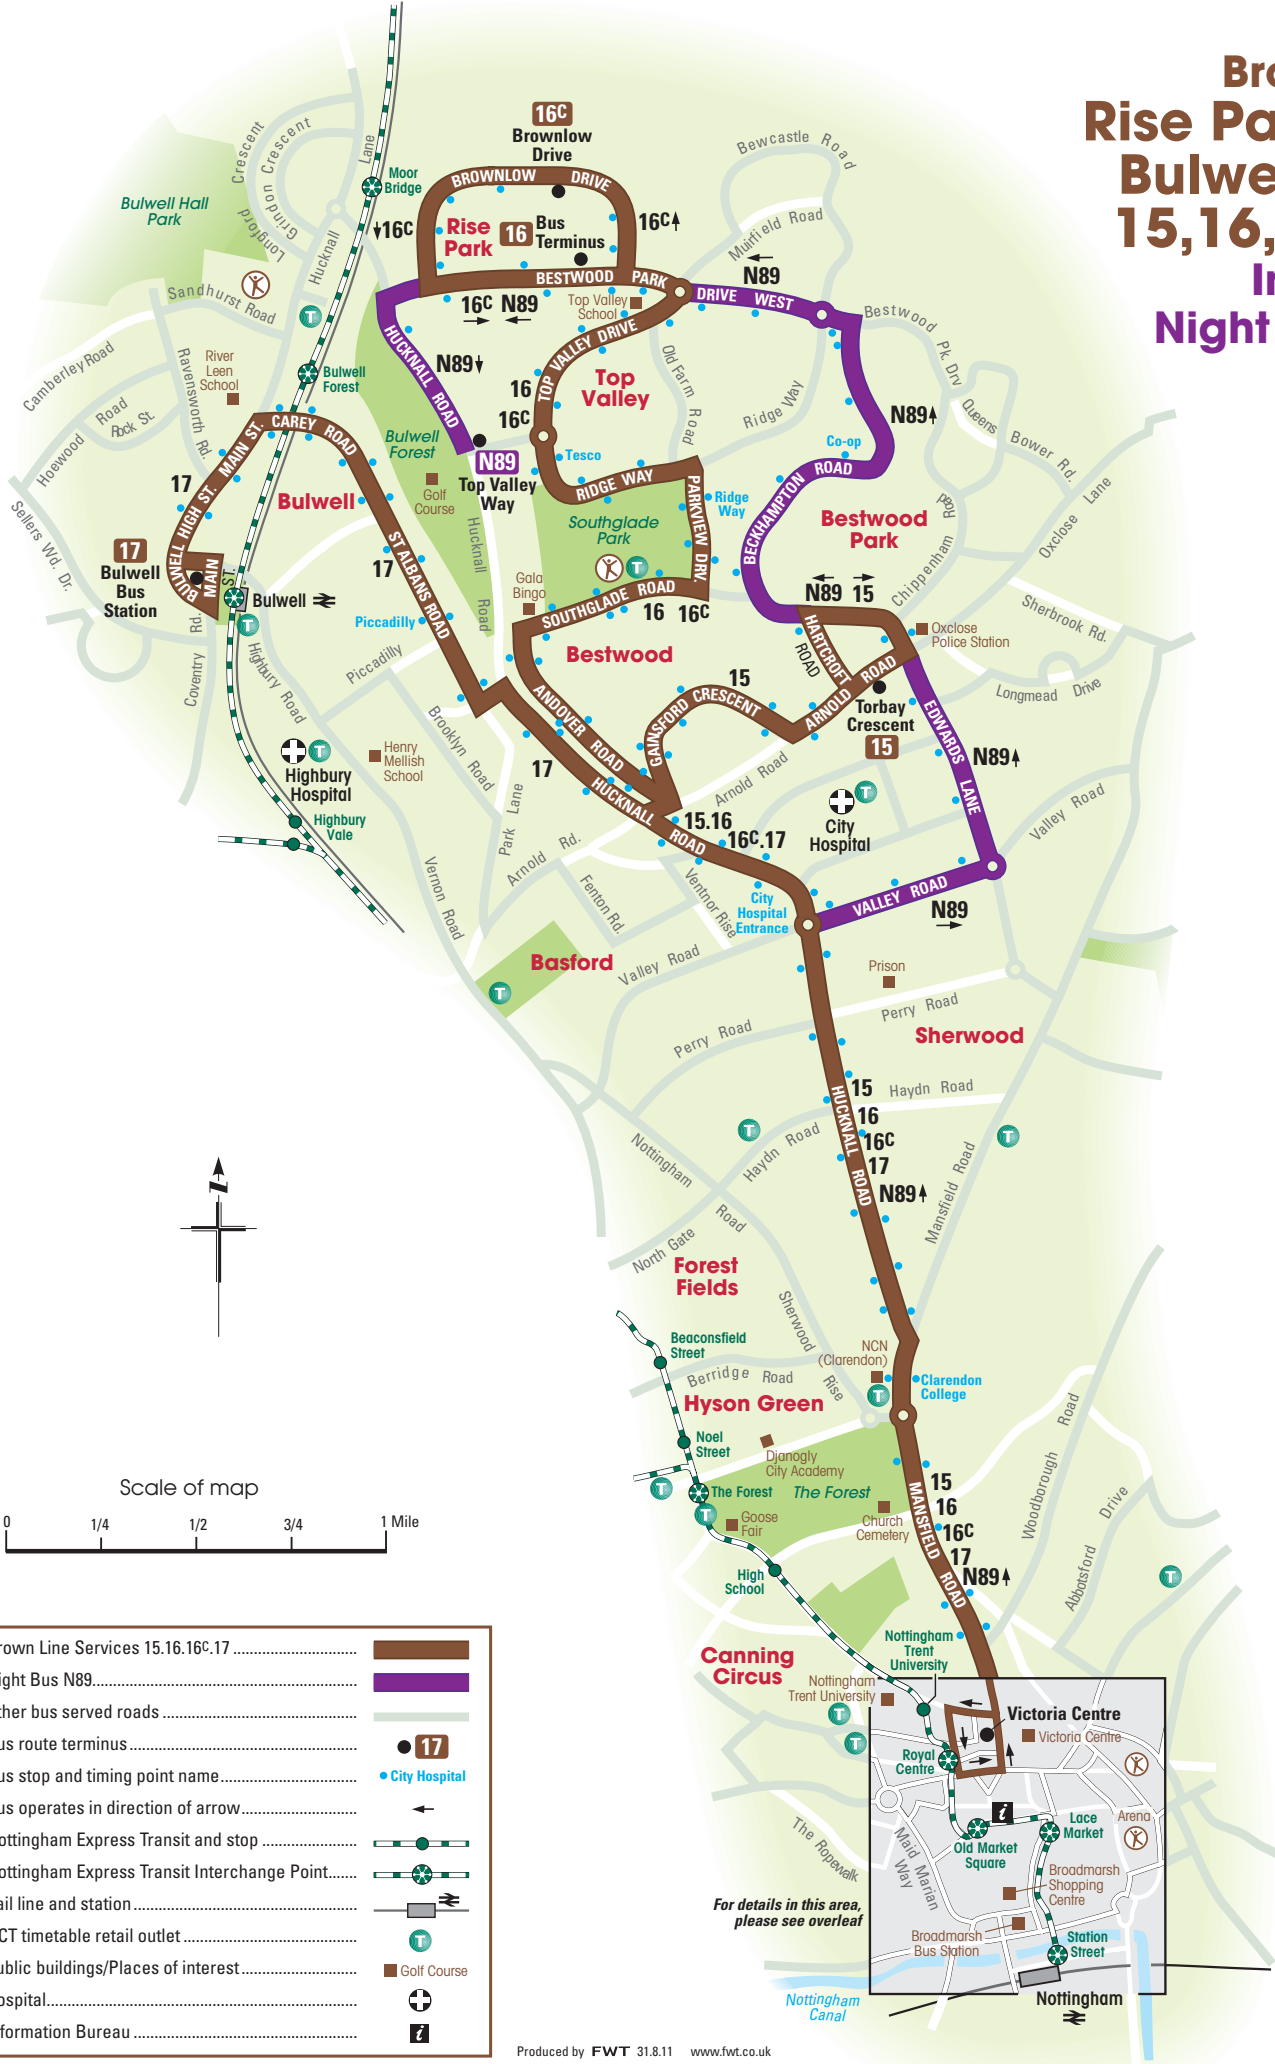 Bro
Rise Pa
Bulwe
15,16,
In
Night
16C
Brownlow
Drive
BROWNLOW DRIVE
Moor
Bridge
Lane
Crescent
Grindon Crescent
Longford
Hucknall
Bulwell Hall
Park
16C
Rise
Park
16
Bus
Terminus
16C
BESTWOOD PARK DRIVE WEST
16C
N89
N89
Top Valley
School
Bewcastle Road
Muirfield Road
Bestwood Pk. Drv
Queens Bower Rd.
Oxclose Lane
Sandhurst Road
Camberley Road
River
Leen
School
Ravensworth Rd.
Hoewood Road
Rock St.
Sellers Wd. Dr.
Bulwell
Forest
HUCKNALL ROAD
N89
TOP VALLEY DRIVE
16
16C
Top
Valley
Old Farm Road
Ridge Way
N89
Co-op
BECKHAMPTON ROAD
Bestwood
Park
Chippenham Road
MAIN ST.
CAREY ROAD
Bulwell
Forest
Golf
Course
N89
Top Valley
Way
Tesco
RIDGE WAY
PARKVIEW DRV.
Ridge
Way
Southglade
Park
17
BULWELL HIGH ST.
Bulwell
ST ALBANS ROAD
17
17
Bulwell
Bus
Station
MAIN ST.
Bulwell
Piccadilly
Piccadilly
Hucknall Road
Gala
Bingo
SOUTHGLADE ROAD
16 16C
Bestwood
N89 15
HARTCROFT
ROAD
Oxclose
Police Station
Sherbrook Rd.
Longmead Drive
Coventry Rd.
Highbury Road
ANDOVER ROAD
15
GAINSFORD CRESCENT
ARNOLD ROAD
Torbay
Crescent
15
EDWARDS LANE
N89
Brooklyn Road
Henry
Mellish
School
Highbury
Hospital
Highbury
Vale
17
HUCKNALL ROAD
Arnold Road
City
Hospital
Valley Road
15.16
16C.17
Park Lane
Arnold Rd.
Vernon Road
Fenton Rd.
Ventnor Rise
City
Hospital
Entrance
VALLEY ROAD
N89
Basford
Valley Road
Prison
Perry Road
Perry Road
Sherwood
HUCKNALL ROAD
15
16
16C
17
N89
Haydn Road
Haydn Road
Nottingham Road
North Gate
Mansfield Road
Forest
Fields
Sherwood Rise
Beaconsfield
Street
Berridge Road
NCN
(Clarendon)
Clarendon
College
Hyson Green
Noel
Street
Djanogly
City Academy
The Forest
The Forest
Goose
Fair
Church
Cemetery
MANSFIELD ROAD
15
16
16C
17
N89
Woodborough Road
Abbotsford Drive
High
School
Canning
Circus
Nottingham
Trent
University
Nottingham
Trent University
Victoria Centre
Victoria Centre
Royal
Centre
Lace
Market
Arena
Old Market
Square
Maid Marian
Way
The Ropewalk
Broadmarsh
Shopping
Centre
Broadmarsh
Bus Station
Station
Street
For details in this area,
please see overleaf
Nottingham
Canal
Nottingham
Scale of map
0 1/4 1/2 3/4 1 Mile
rown Line Services 15.16.16C.17
ight Bus N89
ther bus served roads
us route terminus 17
us stop and timing point name City Hospital
us operates in direction of arrow
ottingham Express Transit and stop
ottingham Express Transit Interchange Point
ail line and station
CT timetable retail outlet T
ublic buildings/Places of interest Golf Course
ospital
formation Bureau i
Produced by FWT 31.8.11 www.fwt.co.uk